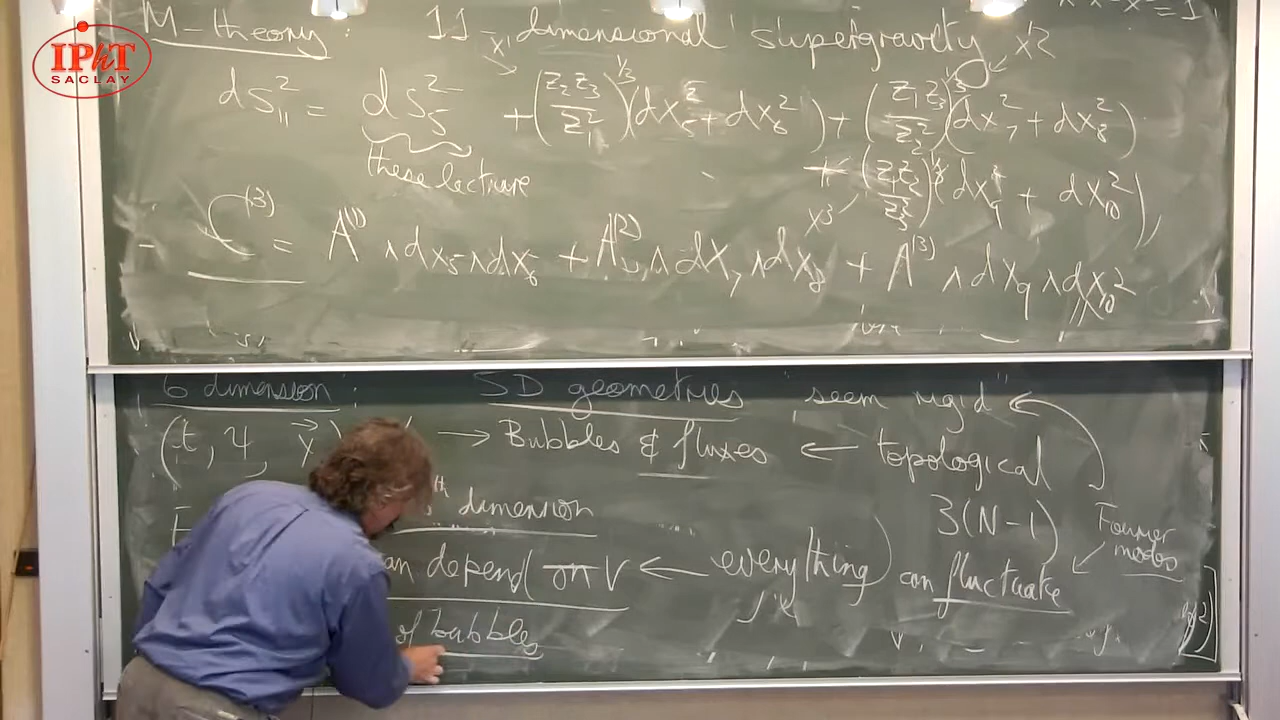 IPhT
SACLAY
M-theory : 11-dimensional supergravity
X¹ X2
ds²₁₁ = ds²₅ + (Z₂Z₃/Z₁²)^{1/3} (dx₅² + dx₆²) + (Z₁Z₃/Z₂²)^{1/3} (dx₇² + dx₈²)
these lecture
+ (Z₁Z₂/Z₃²)^{1/3} (dx₉² + dx₁₀²),
X³
C⁽³⁾ = A⁽¹⁾ ∧ dx₅ ∧ dx₆ + A⁽²⁾ ∧ dx₇ ∧ dx₈ + A⁽³⁾ ∧ dx₉ ∧ dx₁₀
6 dimension : 5D geometries "seem rigid"
(t, ψ, y⃗) → Bubbles & fluxes ← topological
th dimension 3(N-1)
Fourier modes
an depend on V ← everything can fluctuate
of bubbles